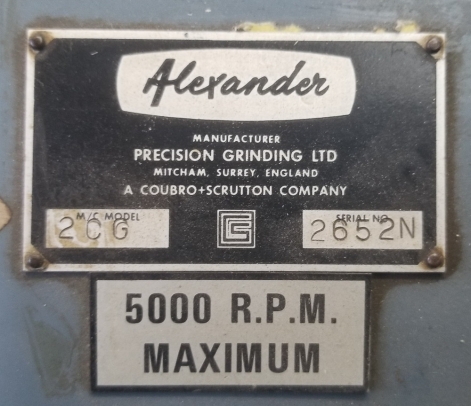 Alexander
MANUFACTURER
PRECISION GRINDING LTD
MITCHAM, SURREY, ENGLAND
A COUBRO+SCRUTTON COMPANY
M/C MODEL
2CG
SERIAL NO
2652N
5000 R.P.M.
MAXIMUM